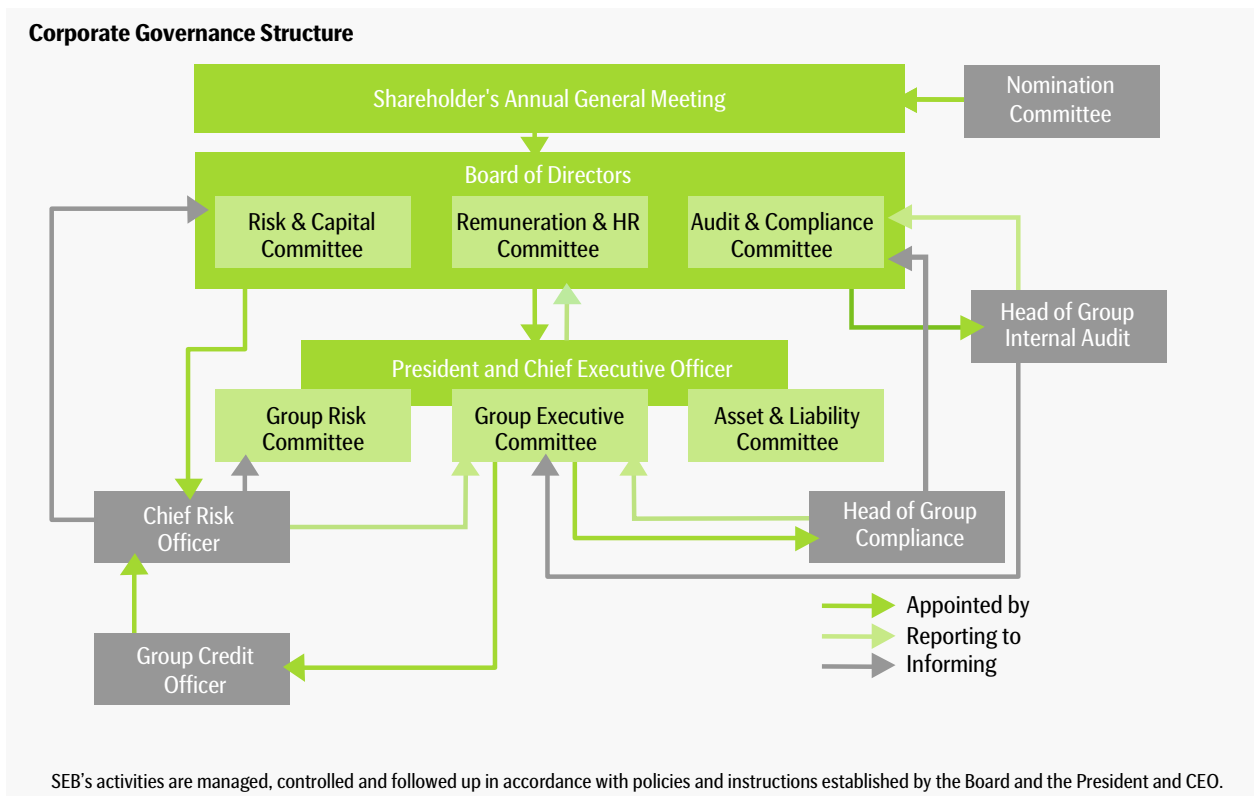 Corporate Governance Structure
Shareholder's Annual General Meeting
Nomination
Committee
Board of Directors
Risk & Capital
Committee
Remuneration & HR
Committee
Audit & Compliance
Committee
Head of Group
Internal Audit
President and Chief Executive Officer
Group Risk
Committee
Group Executive
Committee
Asset & Liability
Committee
Chief Risk
Officer
Head of Group
Compliance
Group Credit
Officer
Appointed by
Reporting to
Informing
SEB's activities are managed, controlled and followed up in accordance with policies and instructions established by the Board and the President and CEO.